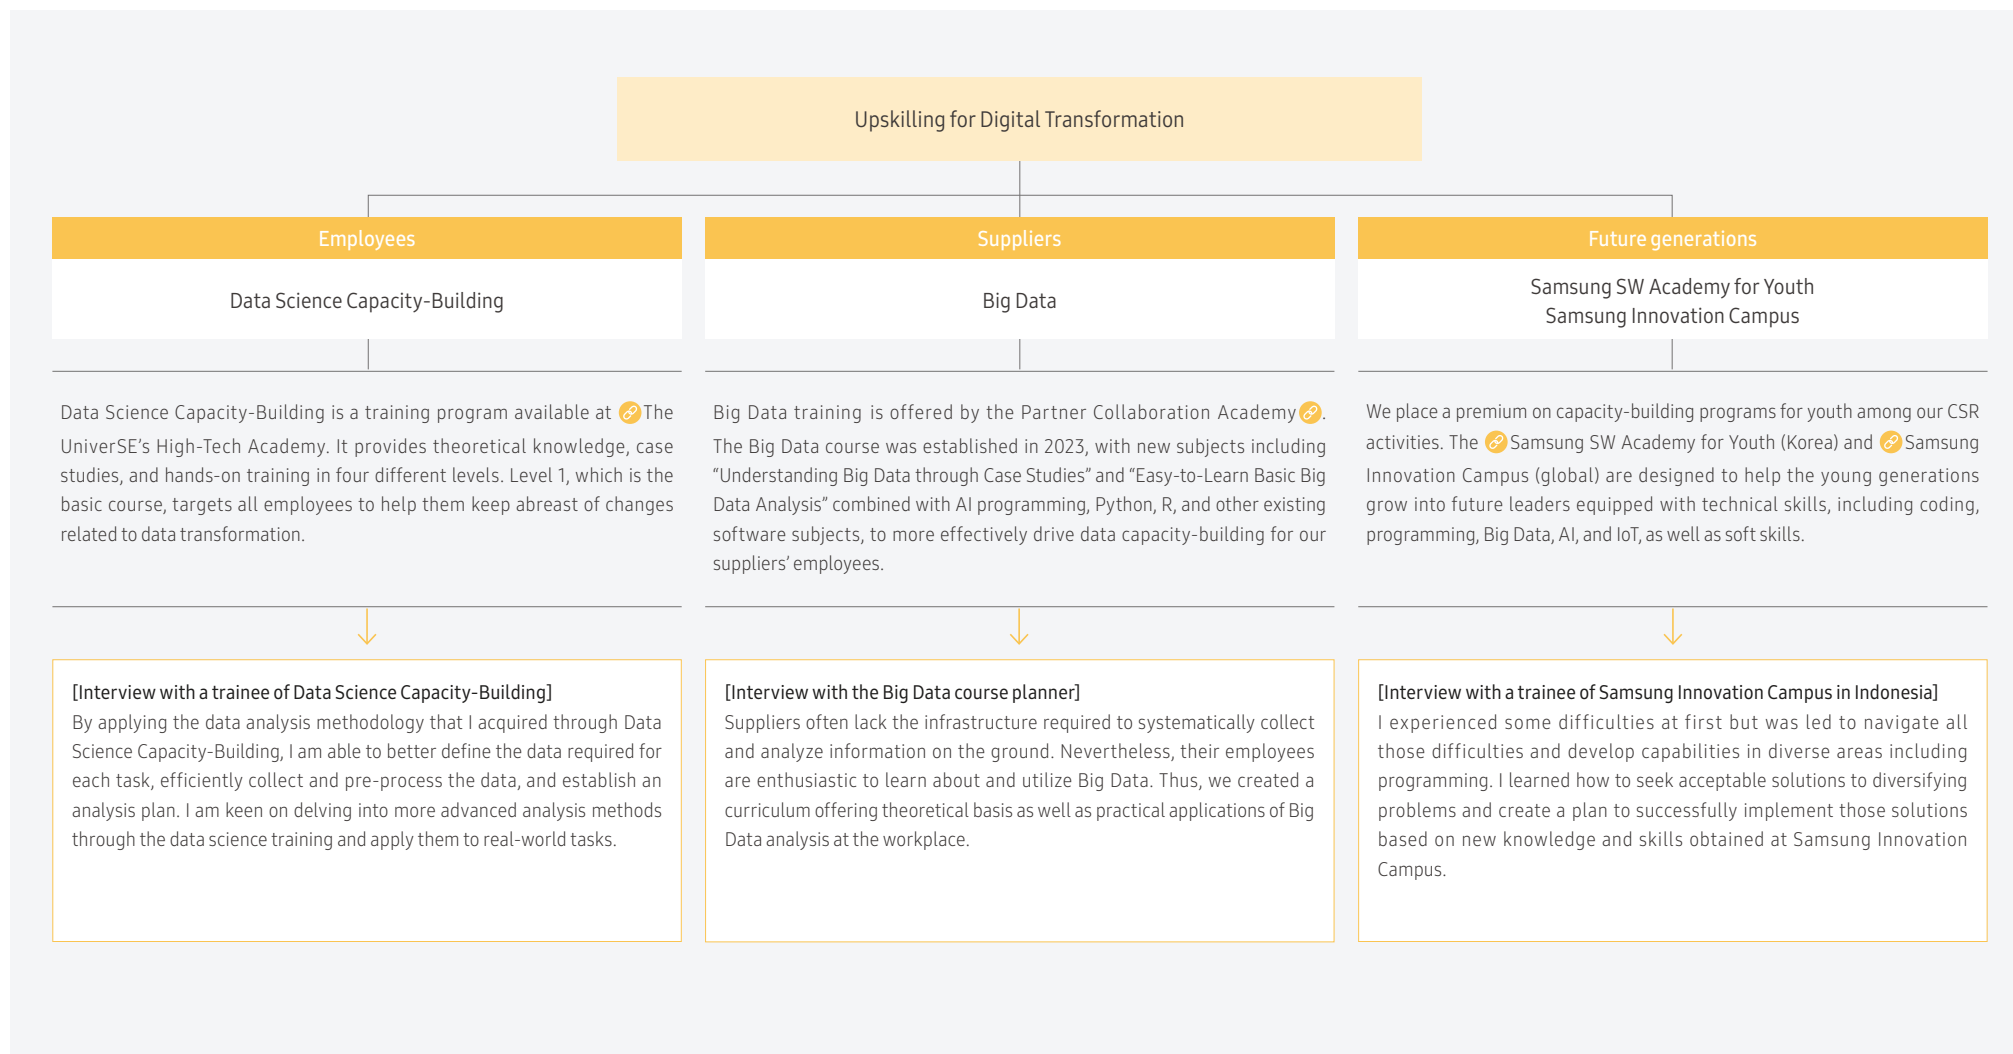 Upskilling for Digital Transformation
Employees
Data Science Capacity-Building
Data Science Capacity-Building is a training program available at The
UniverSE's High-Tech Academy. It provides theoretical knowledge, case
studies, and hands-on training in four different levels. Level 1, which is the
basic course, targets all employees to help them keep abreast of changes
related to data transformation.
[Interview with a trainee of Data Science Capacity-Building]
By applying the data analysis methodology that I acquired through Data
Science Capacity-Building, I am able to better define the data required for
each task, efficiently collect and pre-process the data, and establish an
analysis plan. I am keen on delving into more advanced analysis methods
through the data science training and apply them to real-world tasks.
Suppliers
Big Data
Big Data training is offered by the Partner Collaboration Academy.
The Big Data course was established in 2023, with new subjects including
“Understanding Big Data through Case Studies” and “Easy-to-Learn Basic Big
Data Analysis” combined with AI programming, Python, R, and other existing
software subjects, to more effectively drive data capacity-building for our
suppliers’ employees.
[Interview with the Big Data course planner]
Suppliers often lack the infrastructure required to systematically collect
and analyze information on the ground. Nevertheless, their employees
are enthusiastic to learn about and utilize Big Data. Thus, we created a
curriculum offering theoretical basis as well as practical applications of Big
Data analysis at the workplace.
Future generations
Samsung SW Academy for Youth
Samsung Innovation Campus
We place a premium on capacity-building programs for youth among our CSR
activities. The Samsung SW Academy for Youth (Korea) and Samsung
Innovation Campus (global) are designed to help the young generations
grow into future leaders equipped with technical skills, including coding,
programming, Big Data, AI, and IoT, as well as soft skills.
[Interview with a trainee of Samsung Innovation Campus in Indonesia]
I experienced some difficulties at first but was led to navigate all
those difficulties and develop capabilities in diverse areas including
programming. I learned how to seek acceptable solutions to diversifying
problems and create a plan to successfully implement those solutions
based on new knowledge and skills obtained at Samsung Innovation
Campus.